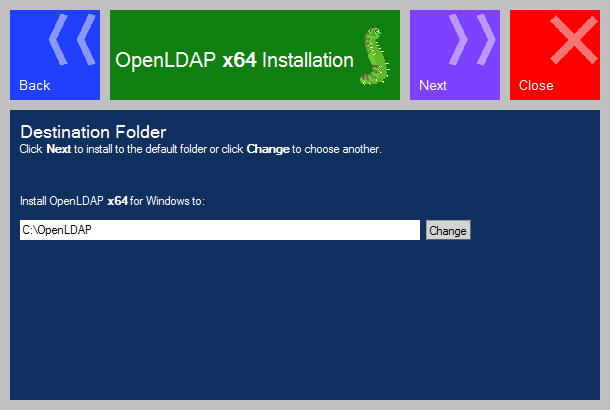 Back
OpenLDAP x64 Installation
Next
Close
Destination Folder
Click Next to install to the default folder or click Change to choose another.
Install OpenLDAP x64 for Windows to:
C:\OpenLDAP
Change